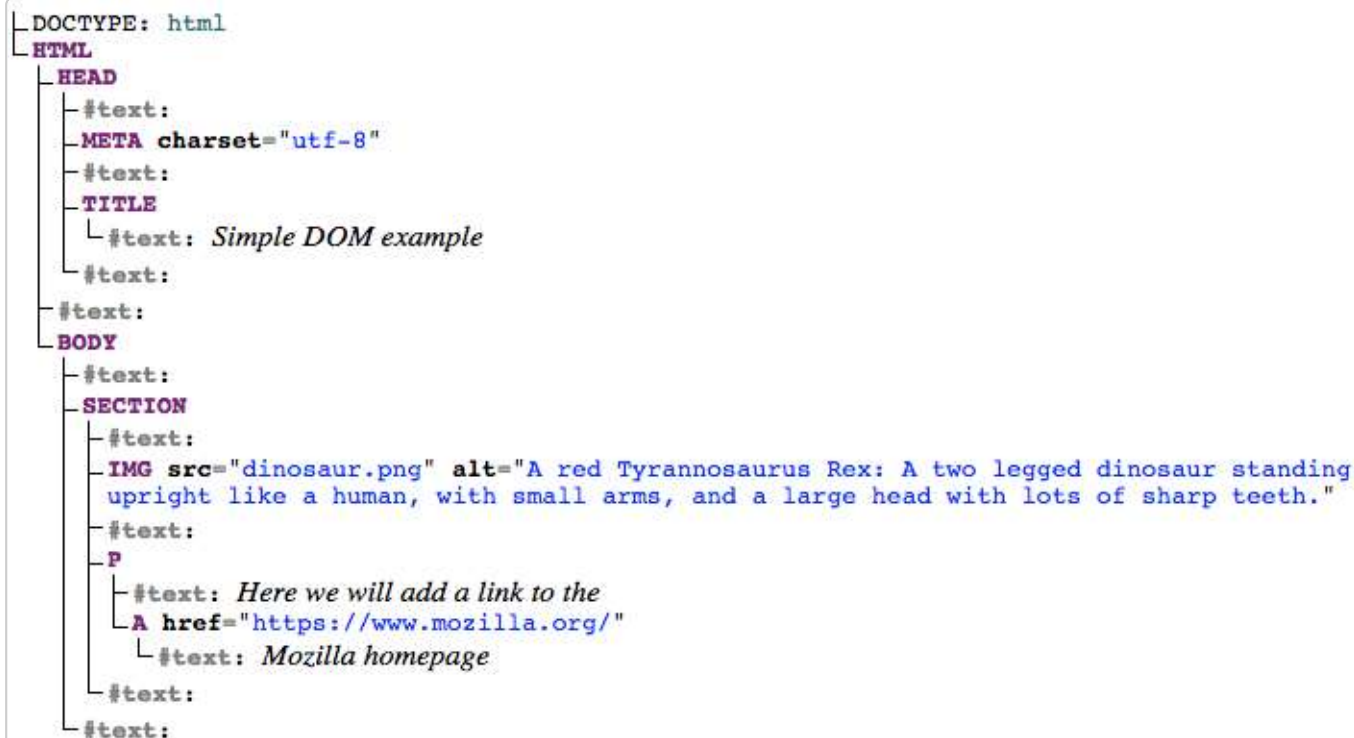 DOCTYPE: html
HTML
HEAD
#text:
META charset="utf-8"
#text:
TITLE
#text: Simple DOM example
#text:
#text:
BODY
#text:
SECTION
#text:
IMG src="dinosaur.png" alt="A red Tyrannosaurus Rex: A two legged dinosaur standing
upright like a human, with small arms, and a large head with lots of sharp teeth."
#text:
P
#text: Here we will add a link to the
A href="https://www.mozilla.org/"
#text: Mozilla homepage
#text:
#text: